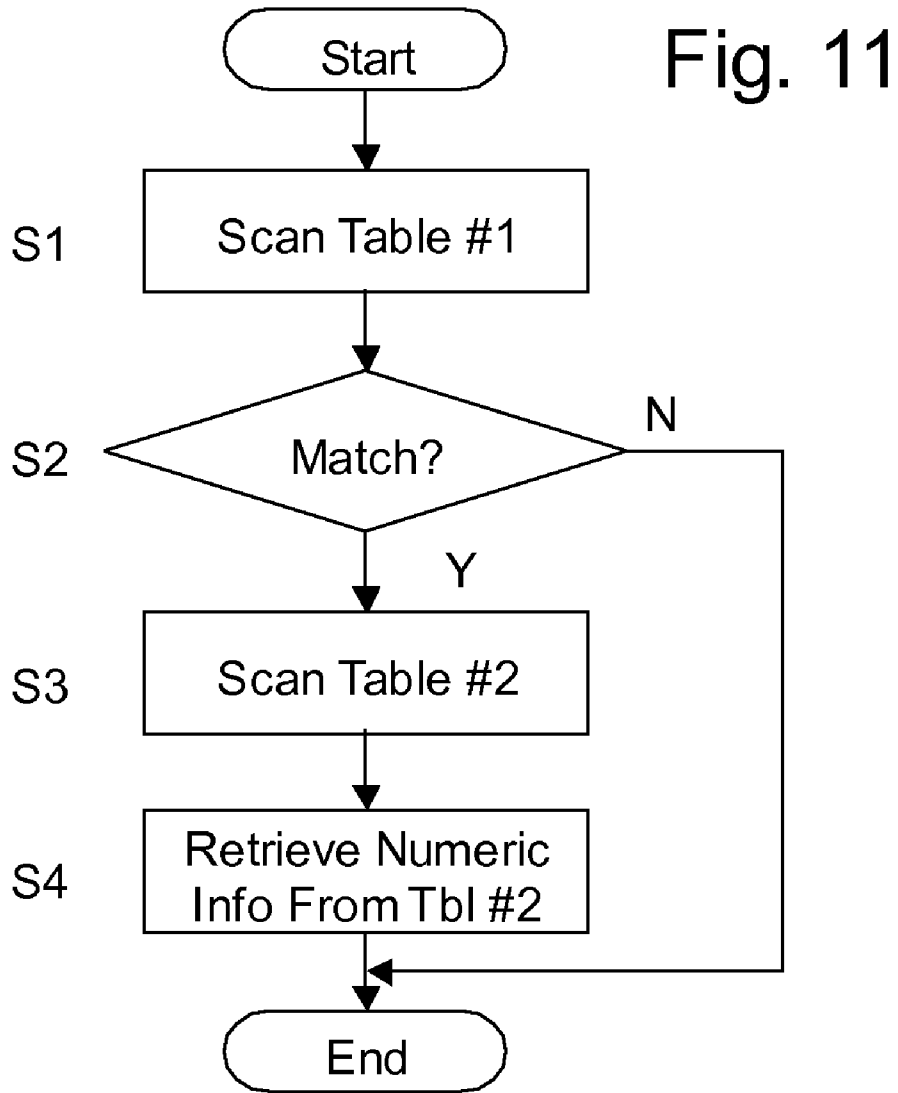 Fig. 11
Start
S1
Scan Table #1
S2
Match?
N
Y
S3
Scan Table #2
S4
Retrieve Numeric
Info From Tbl #2
End